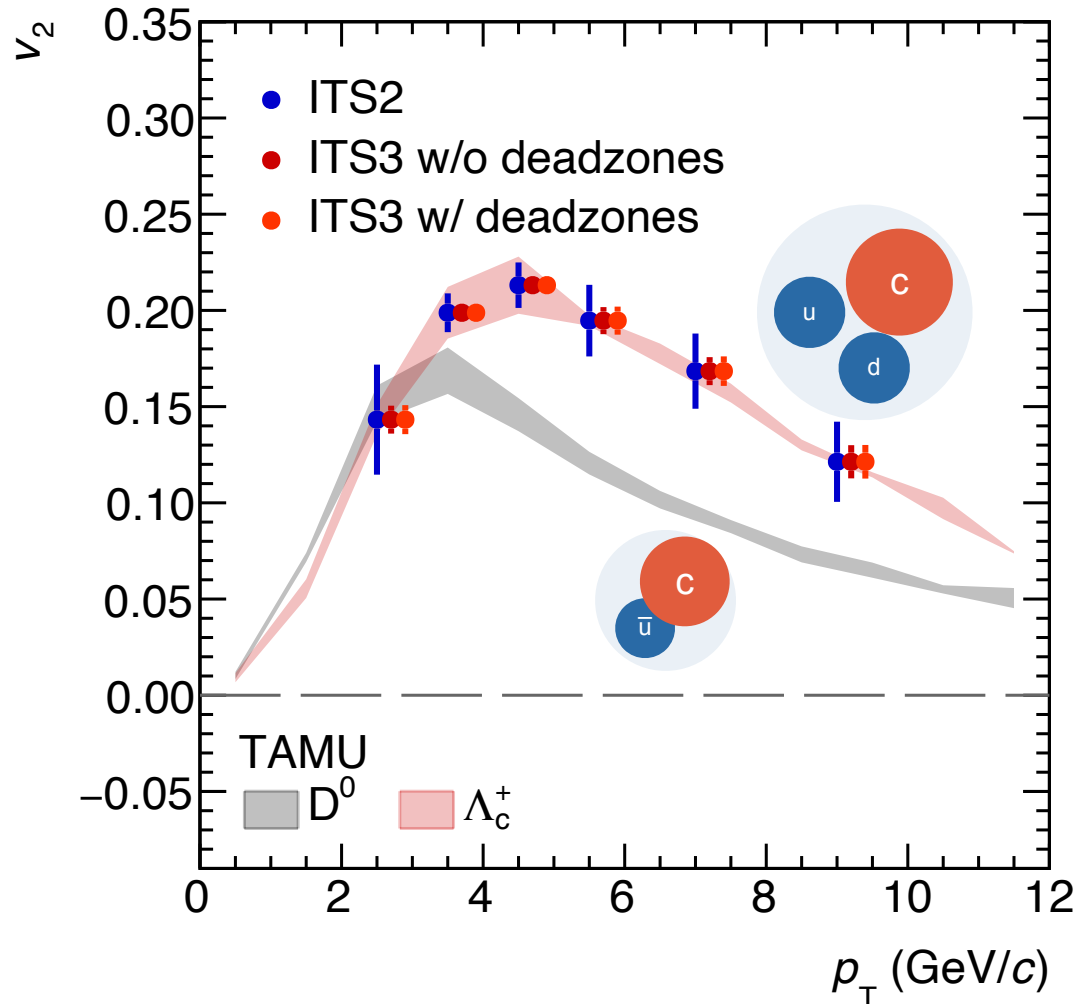 v₂
0.35
0.30
0.25
0.20
0.15
0.10
0.05
0.00
−0.05
ITS2
ITS3 w/o deadzones
ITS3 w/ deadzones
c
u
d
c
ū
TAMU
D⁰ Λc⁺
0 2 4 6 8 10 12
p_T (GeV/c)